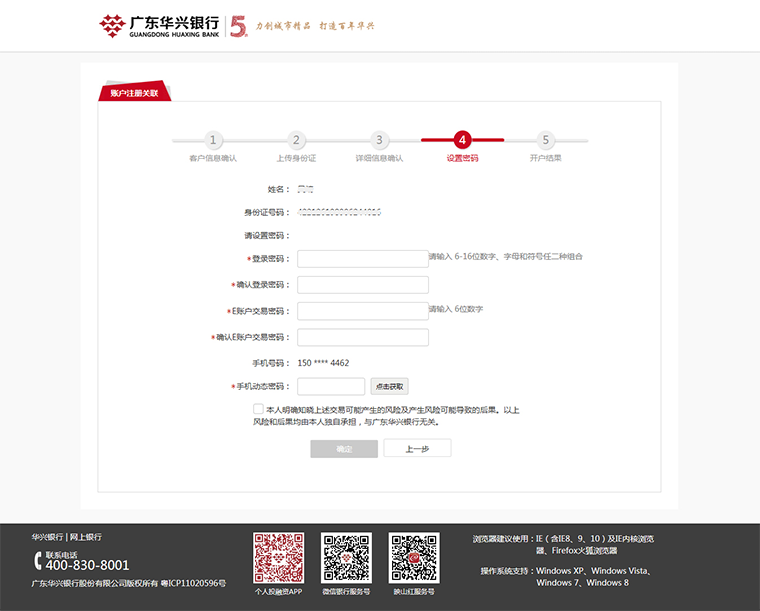 广东华兴银行
GUANGDONG HUAXING BANK
5
力创城市精品 打造百年华兴
账户注册关联
1 2 3 4 5
客户信息确认 上传身份证 详细信息确认 设置密码 开户结果
姓名：
身份证号码：
请设置密码：
*登录密码： 请输入 6-16位数字、字母和符号任二种组合
*确认登录密码：
*E账户交易密码： 请输入 6位数字
*确认E账户交易密码：
手机号码： 150 **** 4462
*手机动态密码： 点击获取
本人明确知晓上述交易可能产生的风险及产生风险可能导致的后果。以上
风险和后果均由本人独自承担，与广东华兴银行无关。
确定 上一步
华兴银行 | 网上银行
联系电话
400-830-8001
广东华兴银行股份有限公司版权所有 粤ICP11020596号
个人投融资APP 微信银行服务号 映山红服务号
浏览器建议使用：IE（含IE8、9、10）及IE内核浏览
器、Firefox火狐浏览器
操作系统支持：Windows XP、Windows Vista、
Windows 7、Windows 8